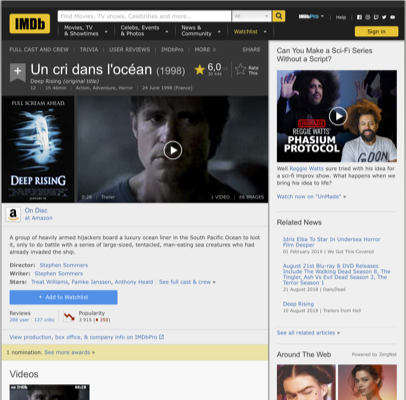 IMDb
Find Movies, TV shows, Celebrities and more...
All
IMDbPro
Help
Movies, TV
& Showtimes
Celebs, Events
& Photos
News &
Community
Watchlist
Sign in
FULL CAST AND CREW | TRIVIA | USER REVIEWS | IMDbPro | MORE
SHARE
Un cri dans l'océan (1998)
6,0
Rate
This
Deep Rising (original title)
12 | 1h 46min | Action, Adventure, Horror | 24 June 1998 (France)
FULL SCREAM AHEAD.
DEEP RISING
0:28 | Trailer
1 VIDEO | 66 IMAGES
On Disc
at Amazon
A group of heavily armed hijackers board a luxury ocean liner in the South Pacific Ocean to loot
it, only to do battle with a series of large-sized, tentacled, man-eating sea creatures who had
already invaded the ship.
Director: Stephen Sommers
Writer: Stephen Sommers
Stars: Treat Williams, Famke Janssen, Anthony Heald | See full cast & crew »
+ Add to Watchlist
Reviews
288 user | 127 critic
Popularity
3 915 (350)
View production, box office, & company info on IMDbPro
1 nomination. See more awards »
Videos
Can You Make a Sci-Fi Series
Without a Script?
REGGIE WATTS'
PHASIUM
PROTOCOL
Well Reggie Watts sure tried with his idea for
a sci-fi improv show. What happens when we
bring his idea to life?
Watch now on "UnMade" »
Related News
Idris Elba To Star In Undersea Horror
Film Deeper
01 February 2019 | We Got This Covered
August 21st Blu-ray & DVD Releases
Include The Walking Dead Season 8, The
Tingler, Ash Vs Evil Dead Season 3, The
Terror Season 1
21 August 2018 | DailyDead
Deep Rising
10 August 2018 | Trailers from Hell
See all related articles »
Around The Web
Powered by ZergNet